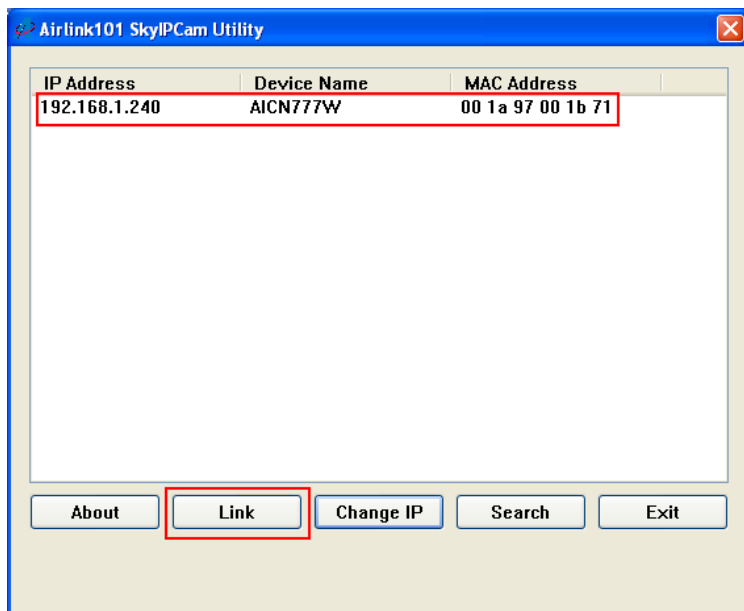 Airlink101 SkyIPCam Utility
IP Address Device Name MAC Address
192.168.1.240 AICN777W 00 1a 97 00 1b 71
About Link Change IP Search Exit